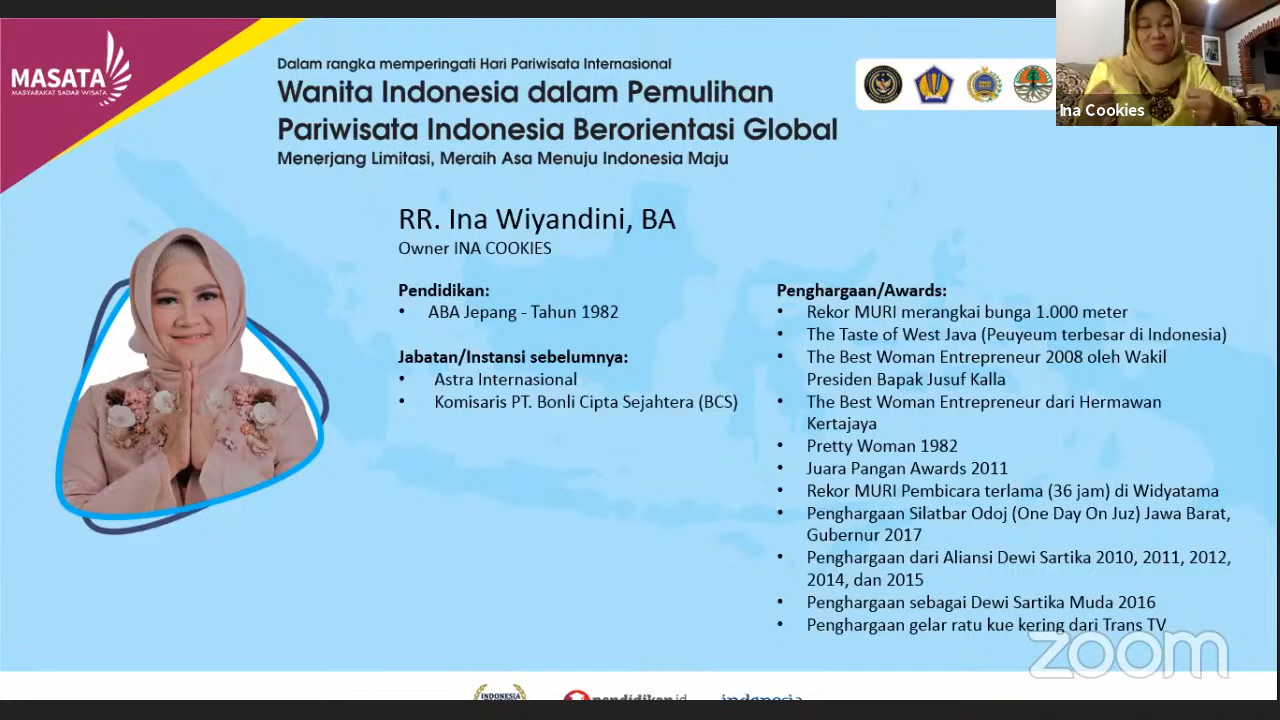 MASATA
MASYARAKAT SADAR WISATA
Dalam rangka memperingati Hari Pariwisata Internasional
Wanita Indonesia dalam Pemulihan
Pariwisata Indonesia Berorientasi Global
Menerjang Limitasi, Meraih Asa Menuju Indonesia Maju
Ina Cookies
RR. Ina Wiyandini, BA
Owner INA COOKIES
Pendidikan:
• ABA Jepang - Tahun 1982
Jabatan/Instansi sebelumnya:
• Astra Internasional
• Komisaris PT. Bonli Cipta Sejahtera (BCS)
Penghargaan/Awards:
• Rekor MURI merangkai bunga 1.000 meter
• The Taste of West Java (Peuyeum terbesar di Indonesia)
• The Best Woman Entrepreneur 2008 oleh Wakil
Presiden Bapak Jusuf Kalla
• The Best Woman Entrepreneur dari Hermawan
Kertajaya
• Pretty Woman 1982
• Juara Pangan Awards 2011
• Rekor MURI Pembicara terlama (36 jam) di Widyatama
• Penghargaan Silatbar Odoj (One Day On Juz) Jawa Barat,
Gubernur 2017
• Penghargaan dari Aliansi Dewi Sartika 2010, 2011, 2012,
2014, dan 2015
• Penghargaan sebagai Dewi Sartika Muda 2016
• Penghargaan gelar ratu kue kering dari Trans TV
zoom
INDONESIA
pendidikan.id
indonesia